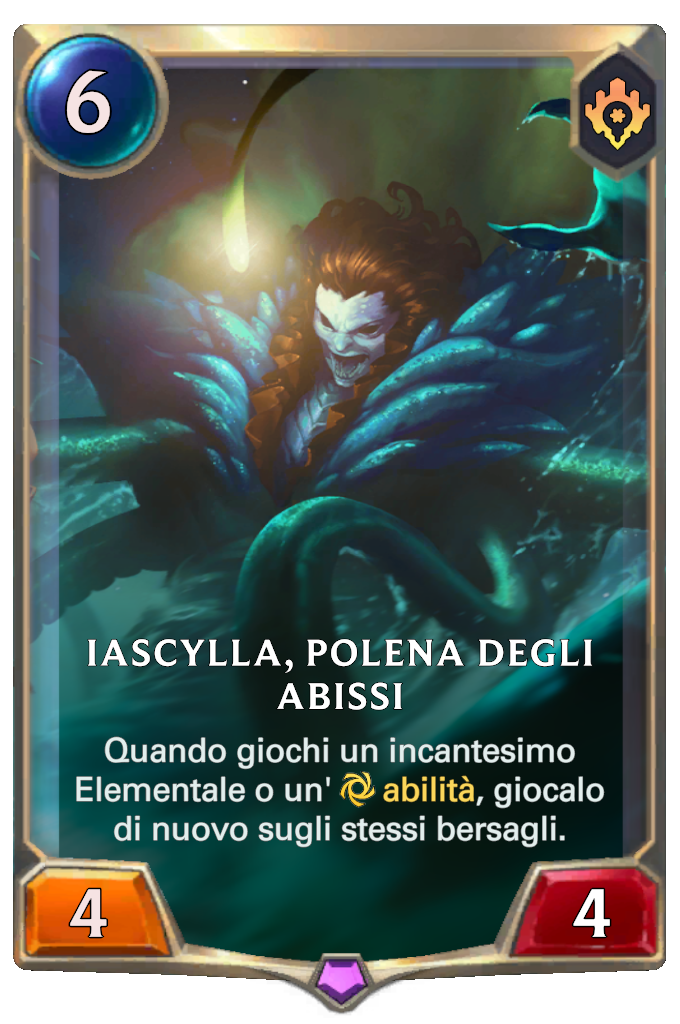 6
IASCYLLA, POLENA DEGLI
ABISSI
Quando giochi un incantesimo
Elementale o un' abilità, giocalo
di nuovo sugli stessi bersagli.
4
4